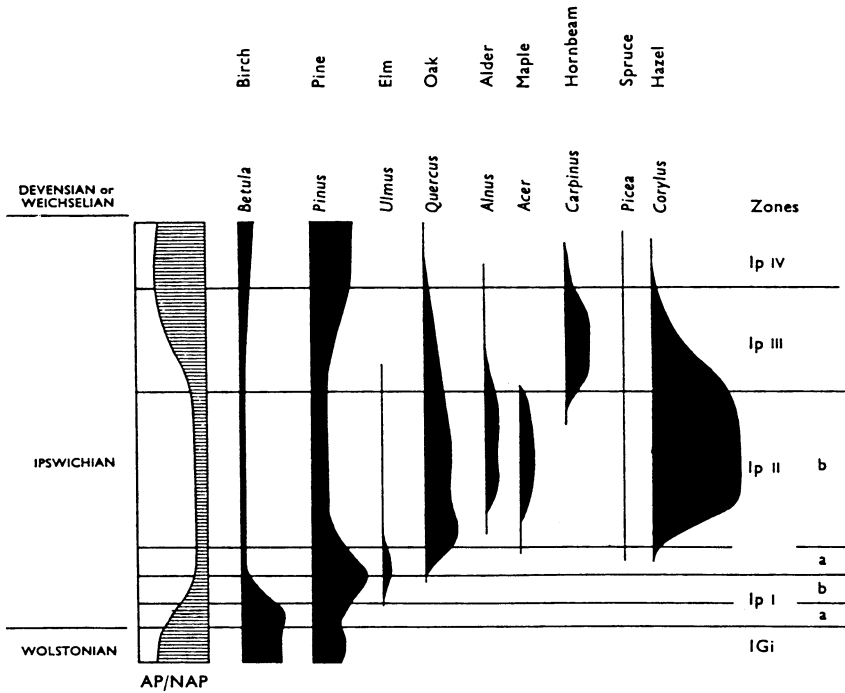 Birch
Pine
Elm
Oak
Alder
Maple
Hornbeam
Spruce
Hazel
Betula
Pinus
Ulmus
Quercus
Alnus
Acer
Carpinus
Picea
Corylus
DEVENSIAN or
WEICHSELIAN
Zones
Ip IV
Ip III
IPSWICHIAN
Ip II b
a
b
Ip I
a
WOLSTONIAN
IGi
AP/NAP